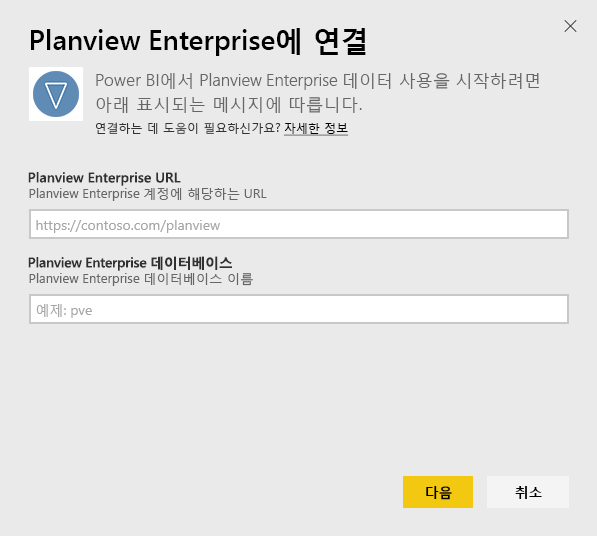 Planview Enterprise에 연결
Power BI에서 Planview Enterprise 데이터 사용을 시작하려면
아래 표시되는 메시지에 따릅니다.
연결하는 데 도움이 필요하신가요? 자세한 정보
Planview Enterprise URL
Planview Enterprise 계정에 해당하는 URL
https://contoso.com/planview
Planview Enterprise 데이터베이스
Planview Enterprise 데이터베이스 이름
예제: pve
다음
취소